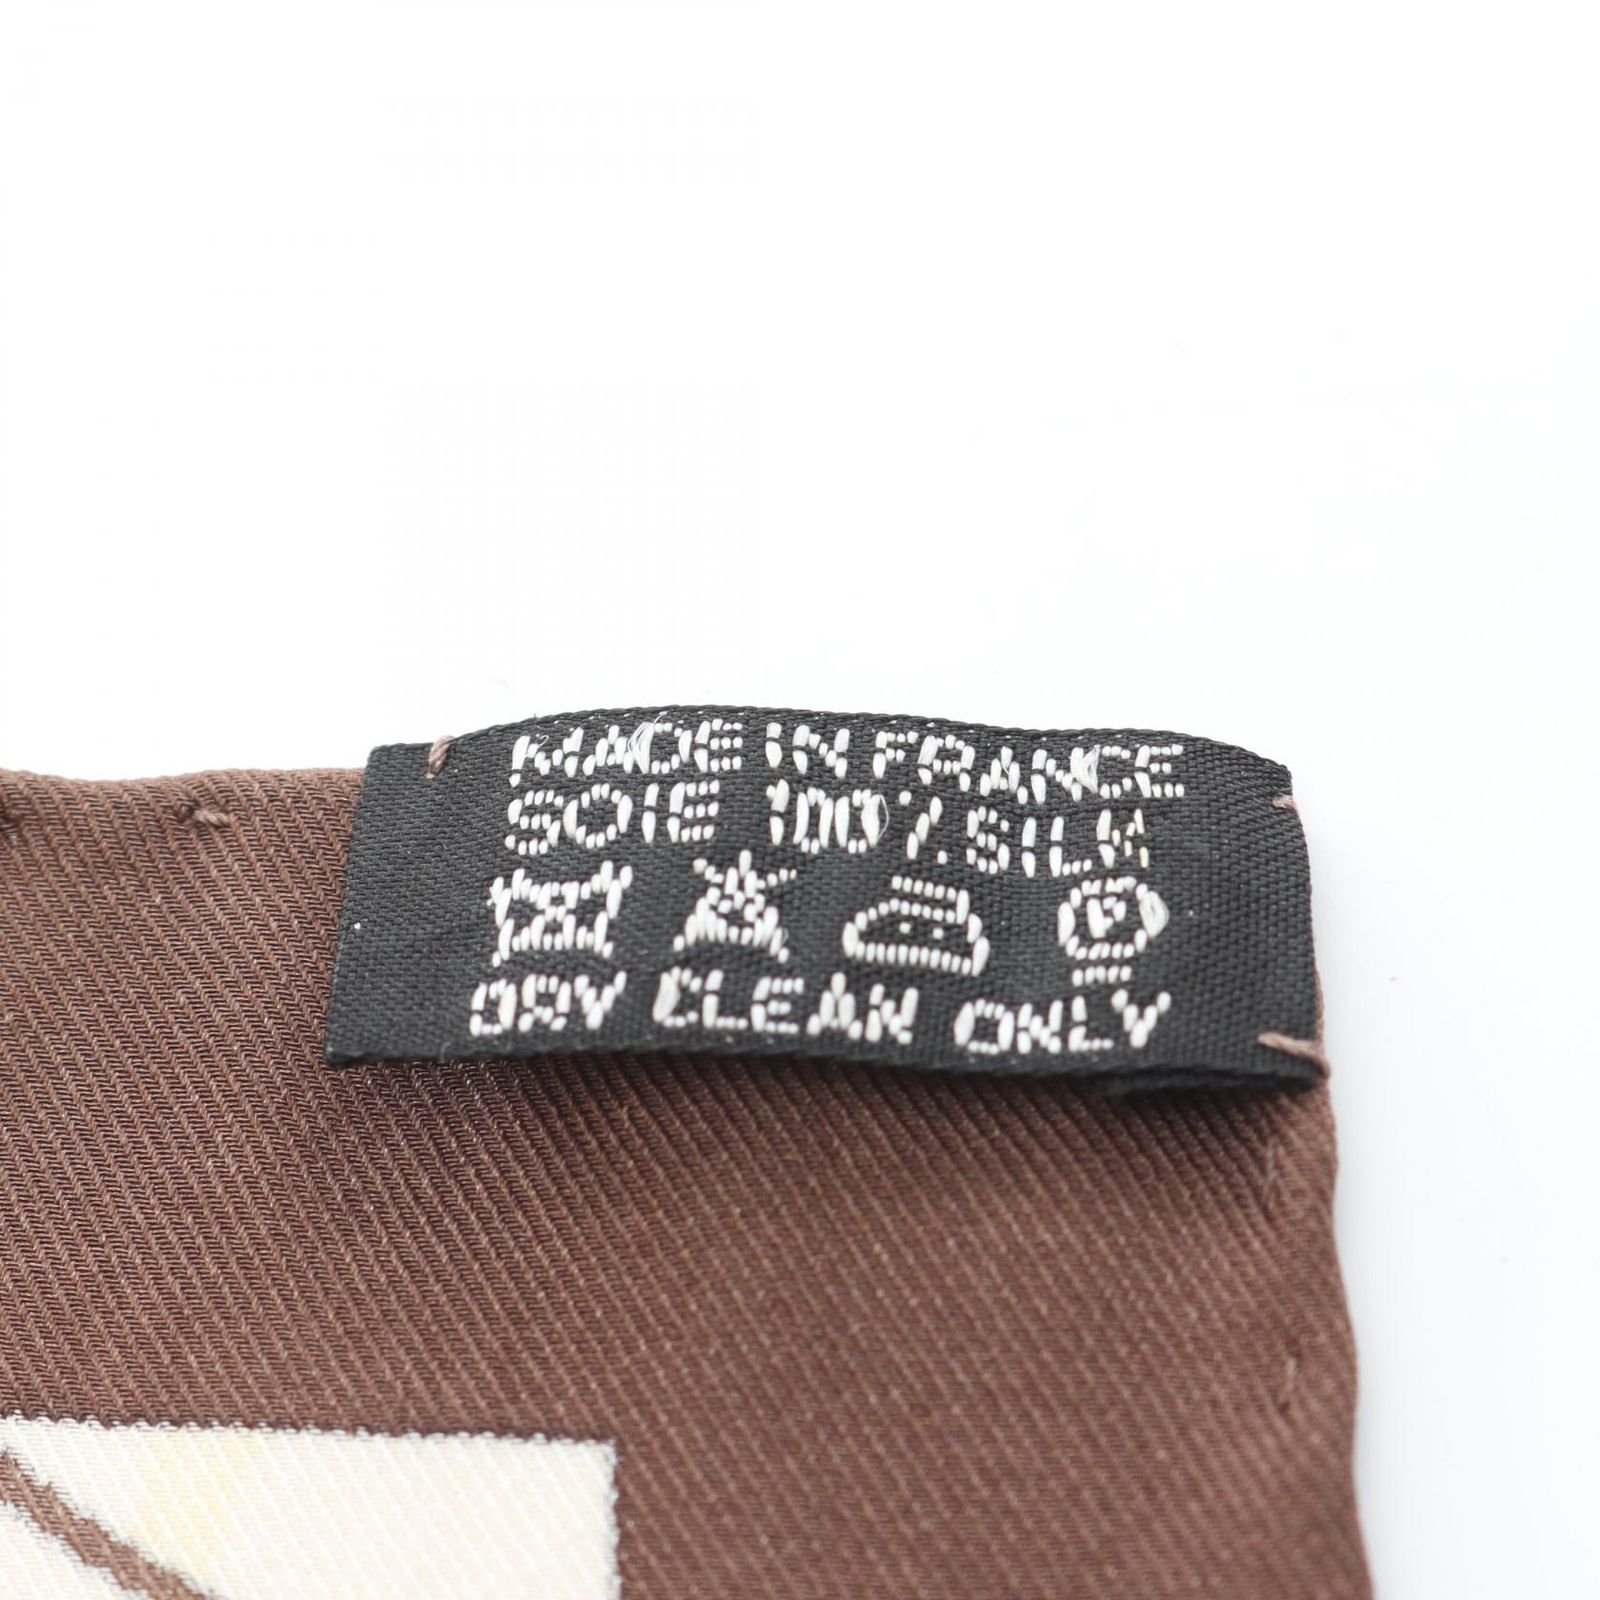 MADE IN FRANCE
SOIE 100% SILK
P
DRY CLEAN ONLY